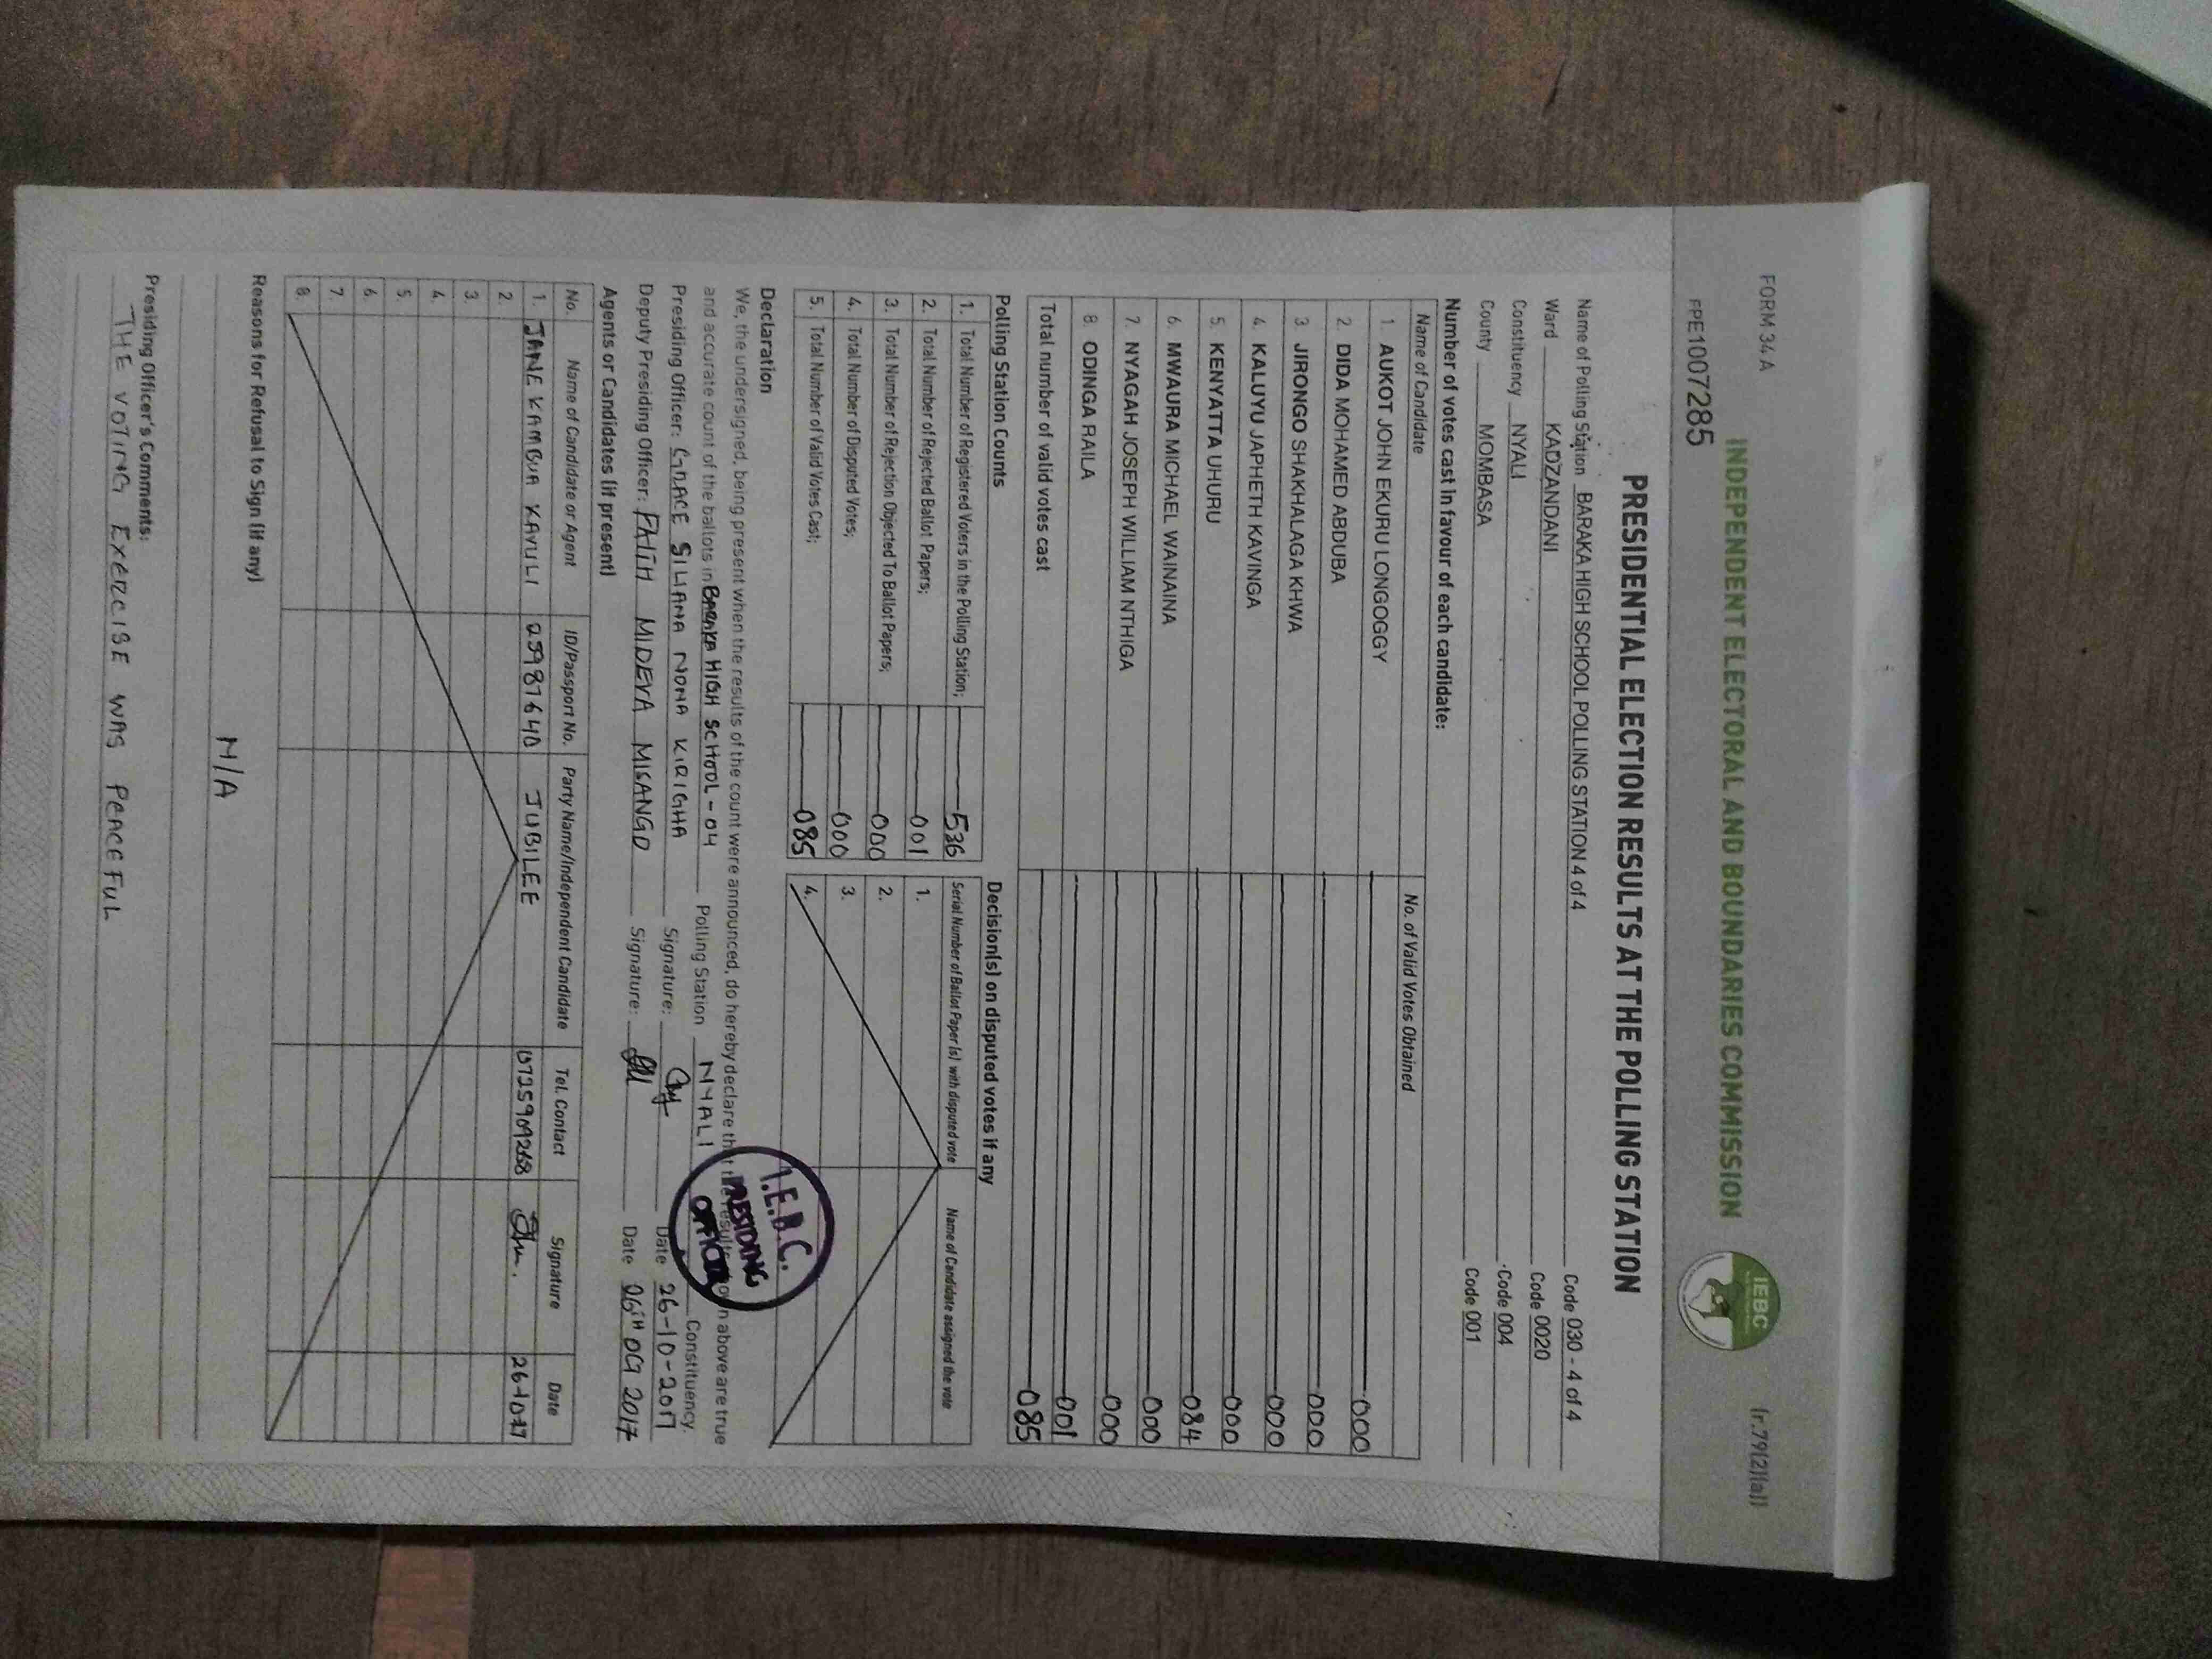 FORM 34 A
(r.79(2)(a))
INDEPENDENT ELECTORAL AND BOUNDARIES COMMISSION
IEBC
PPE1007285
PRESIDENTIAL ELECTION RESULTS AT THE POLLING STATION
Name of Polling Station BARAKA HIGH SCHOOL POLLING STATION 4 of 4 Code 030 - 4 of 4
Ward KADZANDANI Code 0020
Constituency NYALI Code 004
County MOMBASA Code 001
Number of votes cast in favour of each candidate:
Name of Candidate No. of Valid Votes Obtained
1. AUKOT JOHN EKURU LONGOGGY 000
2. DIDA MOHAMED ABDUBA 000
3. JIRONGO SHAKHALAGA KHWA 000
4. KALUYU JAPHETH KAVINGA 000
5. KENYATTA UHURU 084
6. MWAURA MICHAEL WAINAINA 000
7. NYAGAH JOSEPH WILLIAM NTHIGA 000
8. ODINGA RAILA 001
Total number of valid votes cast 085
Polling Station Counts
1. Total Number of Registered Voters in the Polling Station; 536
2. Total Number of Rejected Ballot Papers; 001
3. Total Number of Rejection Objected To Ballot Papers; 000
4. Total Number of Disputed Votes; 000
5. Total Number of Valid Votes Cast; 085
Decision(s) on disputed votes if any
Serial Number of Ballot Paper (s) with disputed vote Name of Candidate assigned the vote
1.
2.
3.
4.
Declaration
We, the undersigned, being present when the results of the count were announced, do hereby declare that the results shown above are true
and accurate count of the ballots in BARAKA HIGH SCHOOL - 04 Polling Station NYALI Constituency.
Presiding Officer: GRACE SILIANA NONA KIRIGHA Signature: Date 26-10-2017
Deputy Presiding Officer: FAITH MIDEVA MISANGO Signature: Date 26TH OCT 2017
I.E.B.C.
PRESIDING
OFFICER
Agents or Candidates (if present)
No. Name of Candidate or Agent ID/Passport No. Party Name/Independent Candidate Tel. Contact Signature Date
1. JANE KAMBUA KAVULI 25987640 JUBILEE 0725909268 26-10-17
2.
3.
4.
5.
6.
7.
8.
Reasons for Refusal to Sign (if any)
N/A
Presiding Officer's Comments:
THE VOTING EXERCISE WAS PEACEFUL